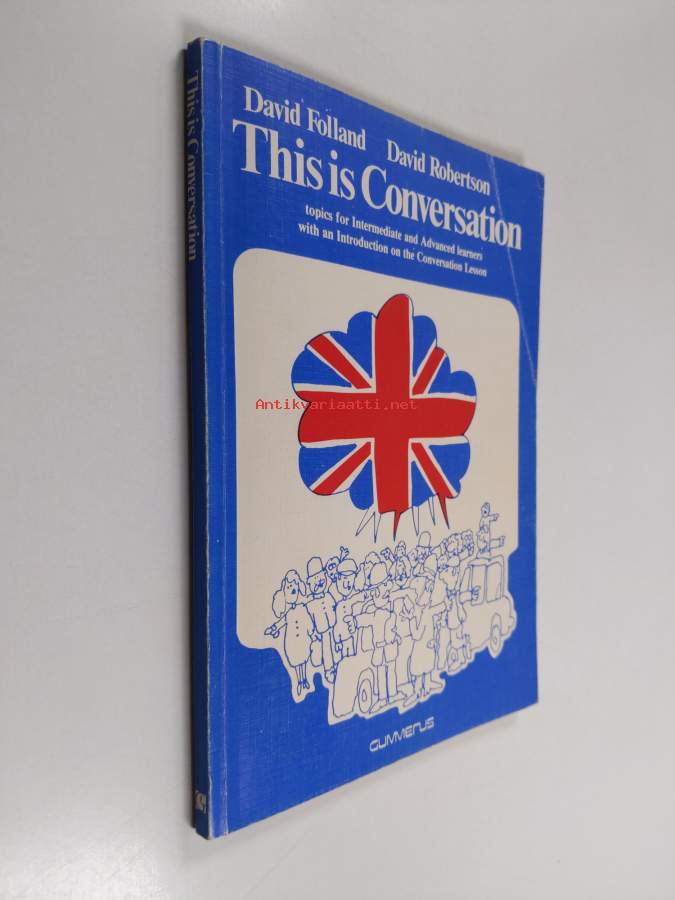 This is Conversation
David Folland
David Robertson
This is Conversation
topics for Intermediate and Advanced learners
with an Introduction on the Conversation Lesson
Antikvariaatti.net
GUMMERUS